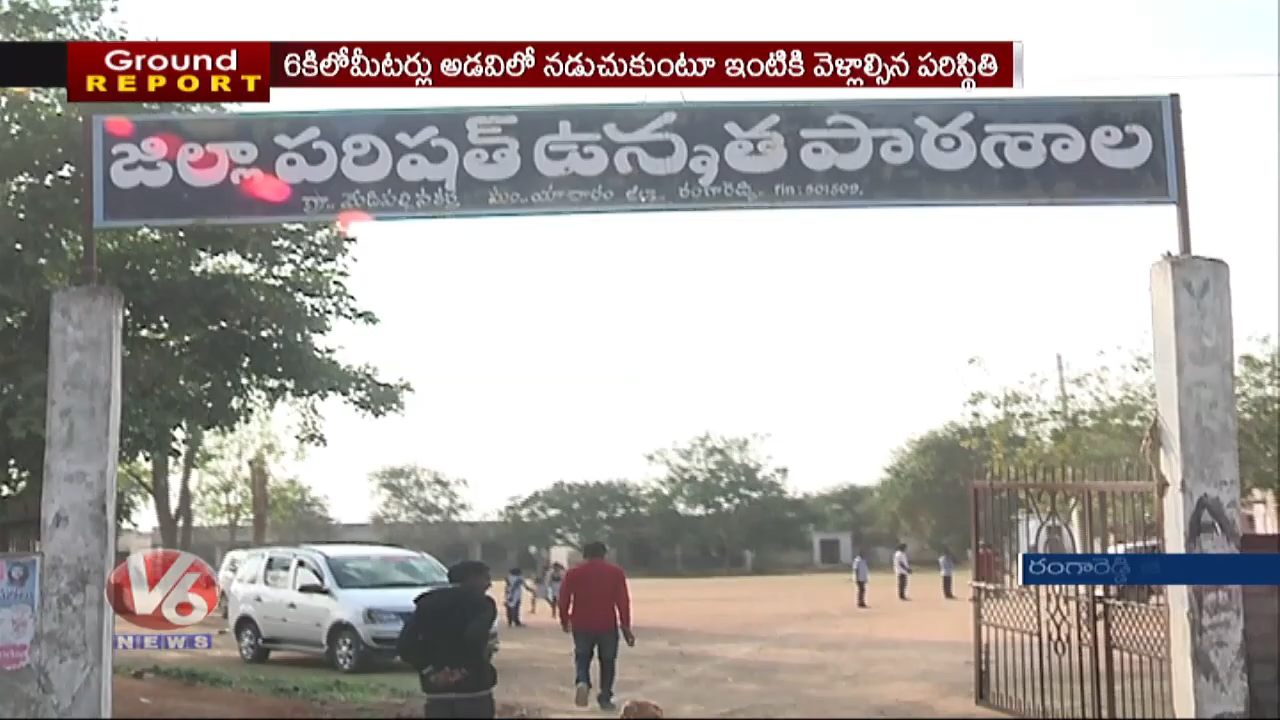 Ground
REPORT
6కిలోమీటర్లు అడవిలో నడుచుకుంటూ ఇంటికి వెళ్లాల్సిన పరిస్థితి
జిల్లా పరిషత్ ఉన్నత పాఠశాల
గ్రా.. మం.. యాచారం జిల్లా.. రంగారెడ్డి..
రంగారెడ్డి
V6
NEWS